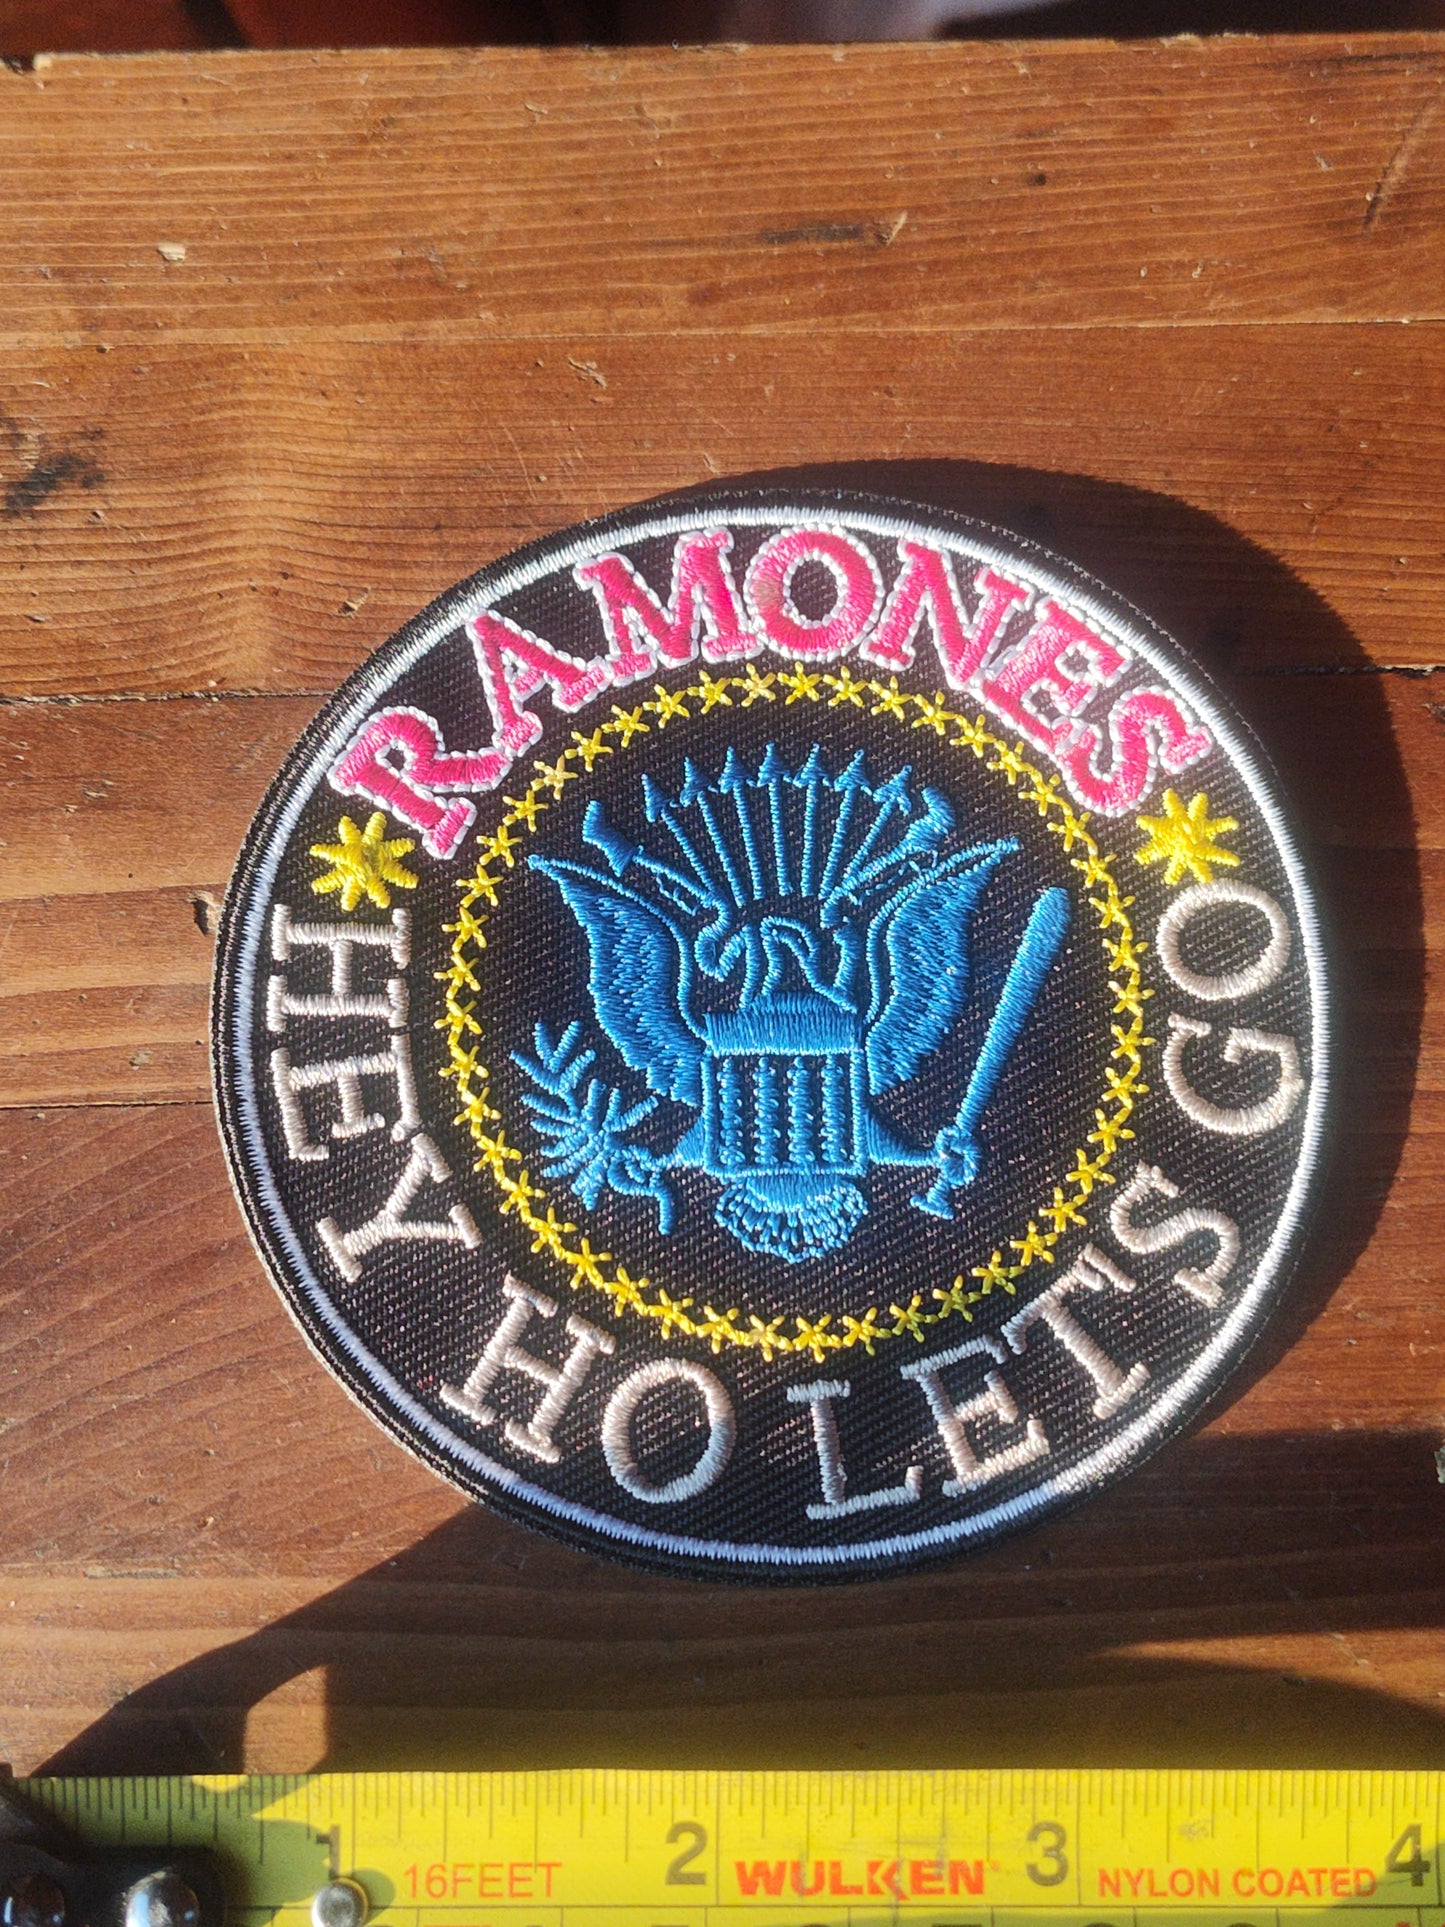 RAMONES
HEY HO LET'S GO
1 2 3 4
16FEET WULKEN NYLON COATED